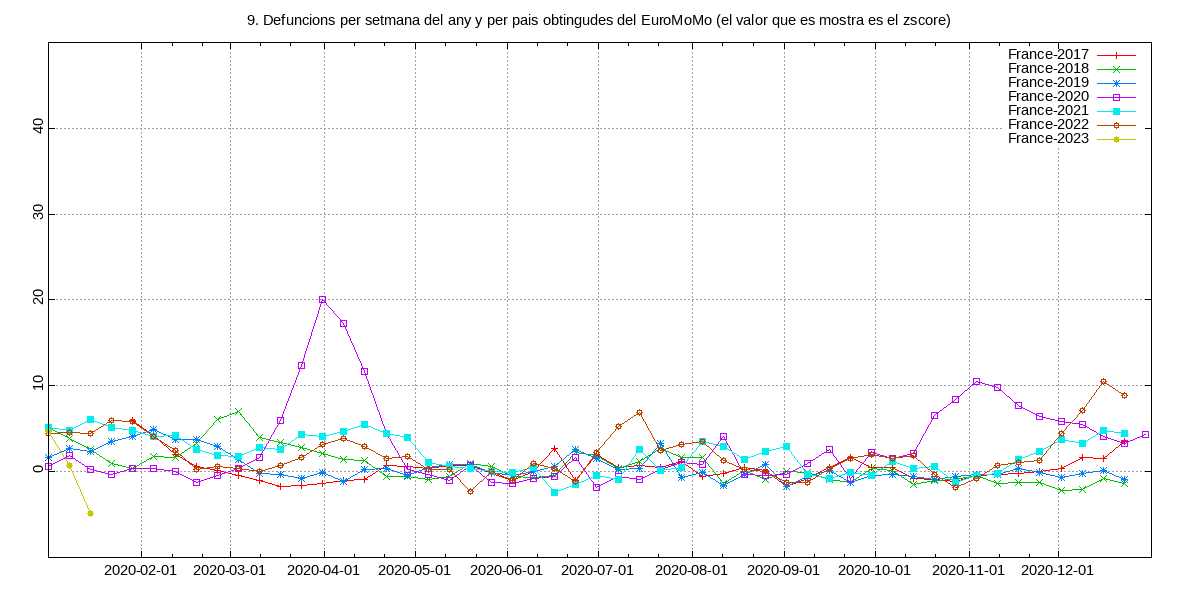 9. Defuncions per setmana del any y per pais obtingudes del EuroMoMo (el valor que es mostra es el zscore)
France-2017
France-2018
France-2019
France-2020
France-2021
France-2022
France-2023
40
30
20
10
0
2020-02-01 2020-03-01 2020-04-01 2020-05-01 2020-06-01 2020-07-01 2020-08-01 2020-09-01 2020-10-01 2020-11-01 2020-12-01